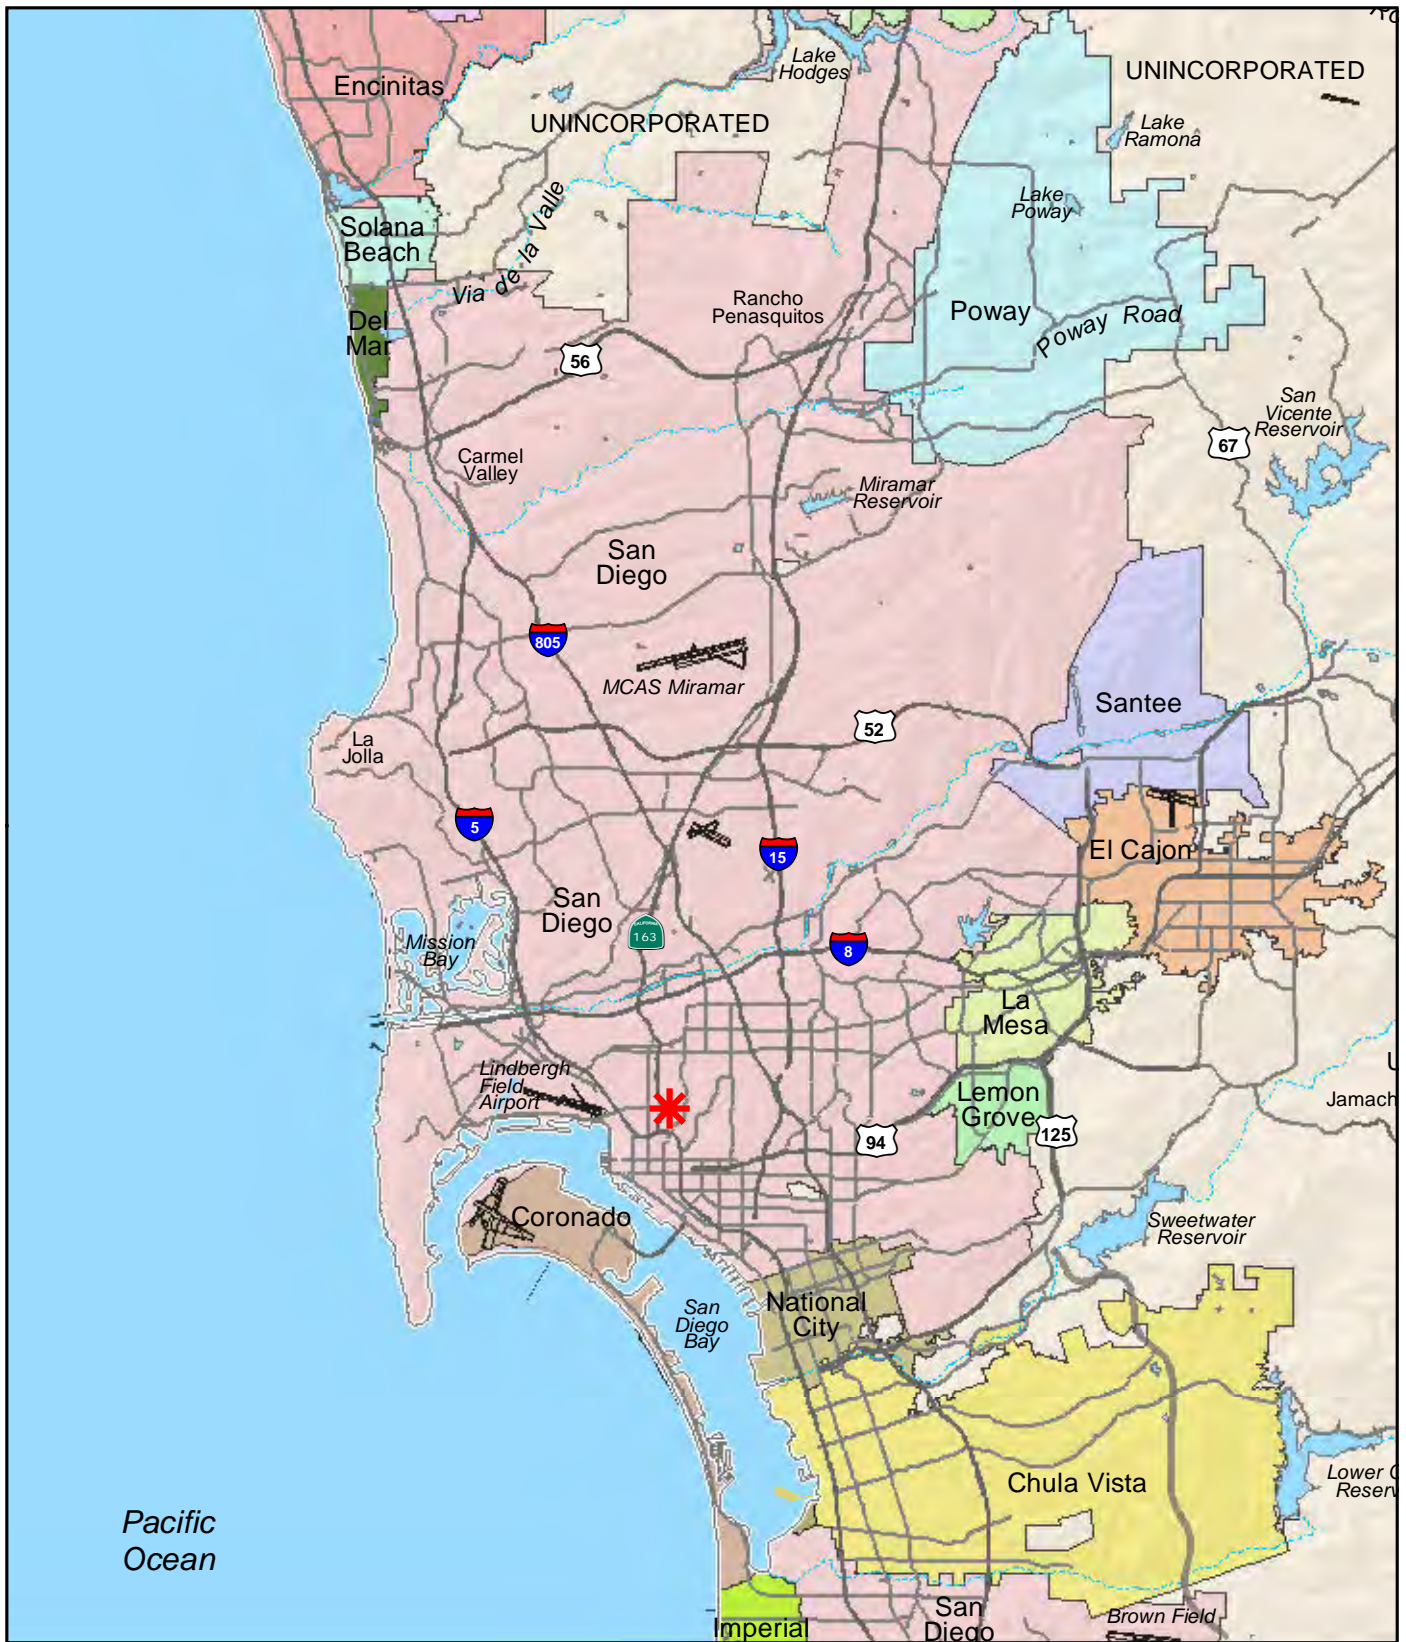 Encinitas
Lake
Hodges
UNINCORPORATED
UNINCORPORATED
Lake
Ramona
Lake
Poway
Solana
Beach
Via de la Valle
Del
Mar
Rancho
Penasquitos
Poway
Poway Road
56
San
Vicente
Reservoir
67
Carmel
Valley
Miramar
Reservoir
San
Diego
805
MCAS Miramar
Santee
52
La
Jolla
5
15
El Cajon
San
Diego
CALIFORNIA
163
Mission
Bay
8
La
Mesa
Lindbergh
Field
Airport
Lemon
Grove
Jamach
94
125
Coronado
Sweetwater
Reservoir
San
Diego
Bay
National
City
Chula Vista
Lower O
Reserv
Pacific
Ocean
Imperial
San
Diego
Brown Field